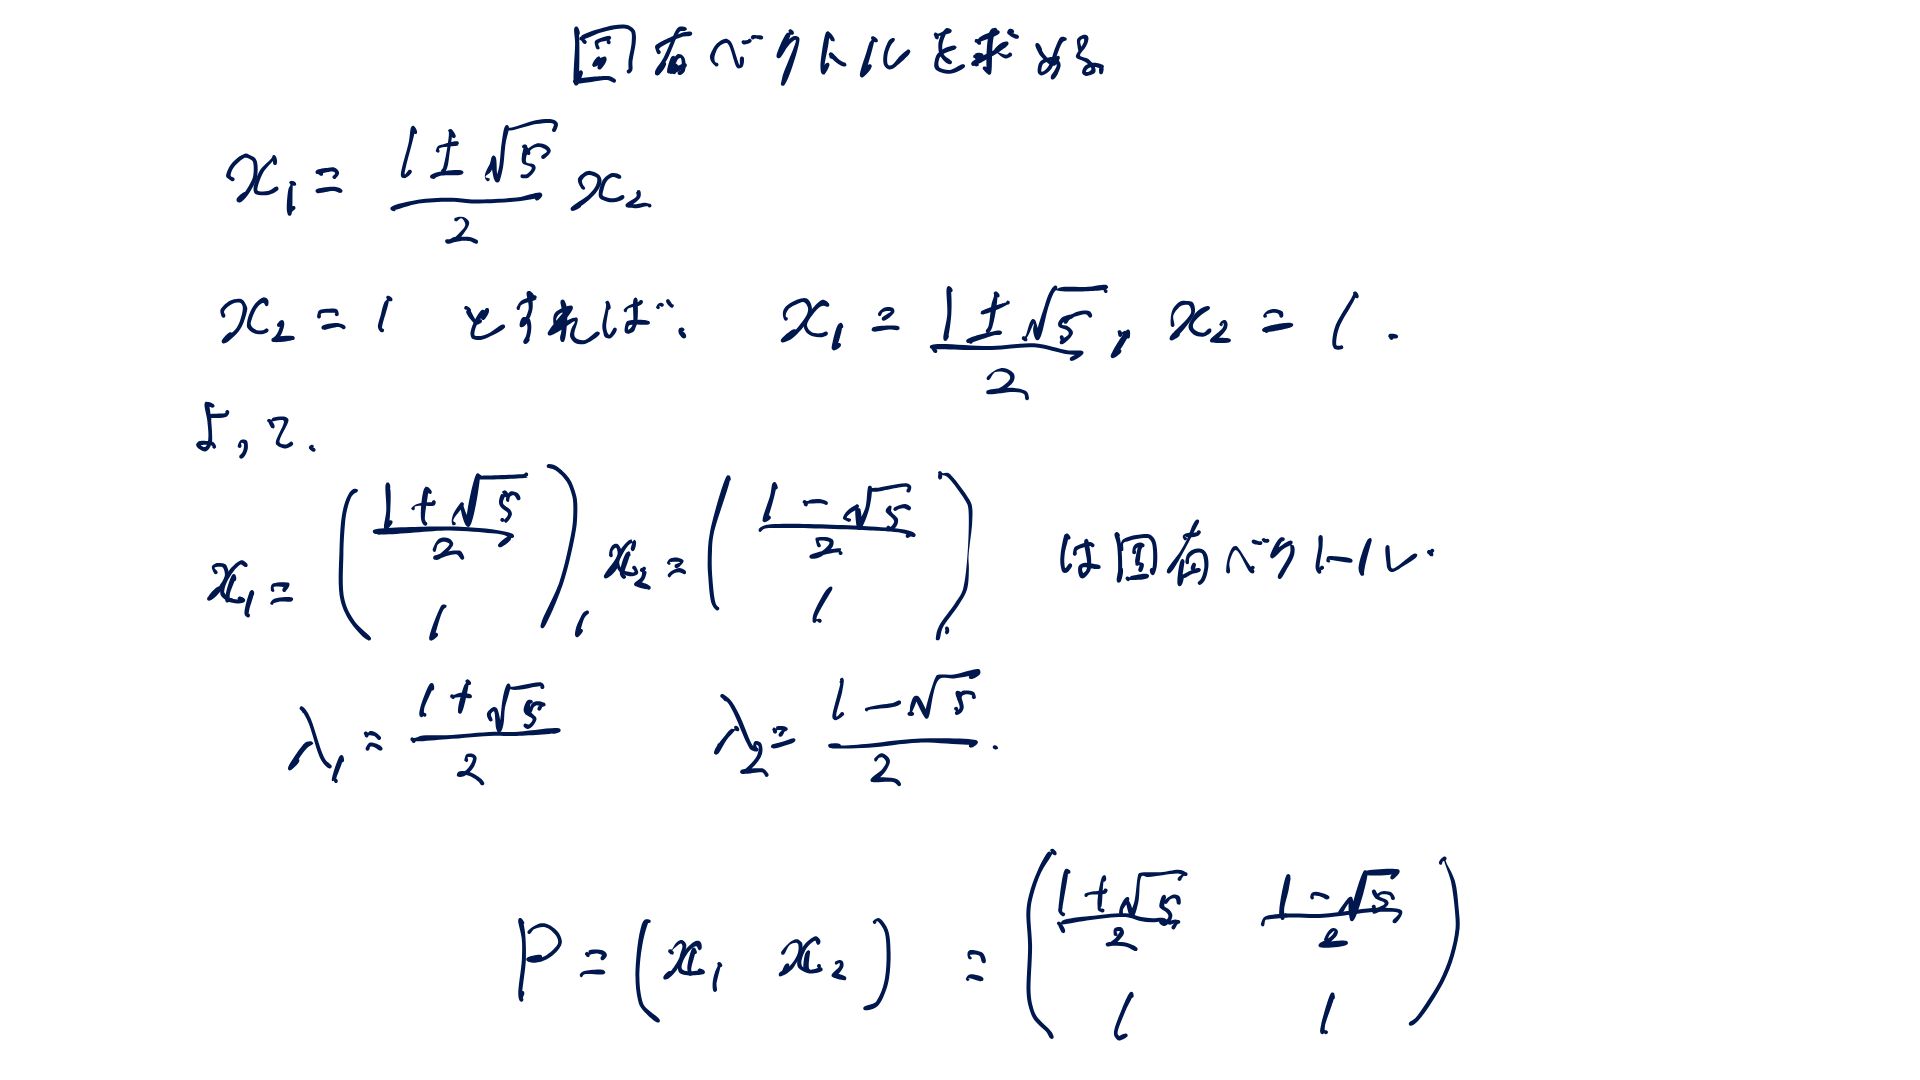 固有ベクトルを求める
x₁ = (1±√5)/2 x₂
x₂ = 1 とすれば、 x₁ = (1±√5)/2, x₂ = 1.
よって.
x₁ = ((1+√5)/2 1), x₂ = ((1-√5)/2 1) は固有ベクトル.
λ₁ = (1+√5)/2 λ₂ = (1-√5)/2.
P = (x₁ x₂) = ((1+√5)/2 (1-√5)/2 1 1)